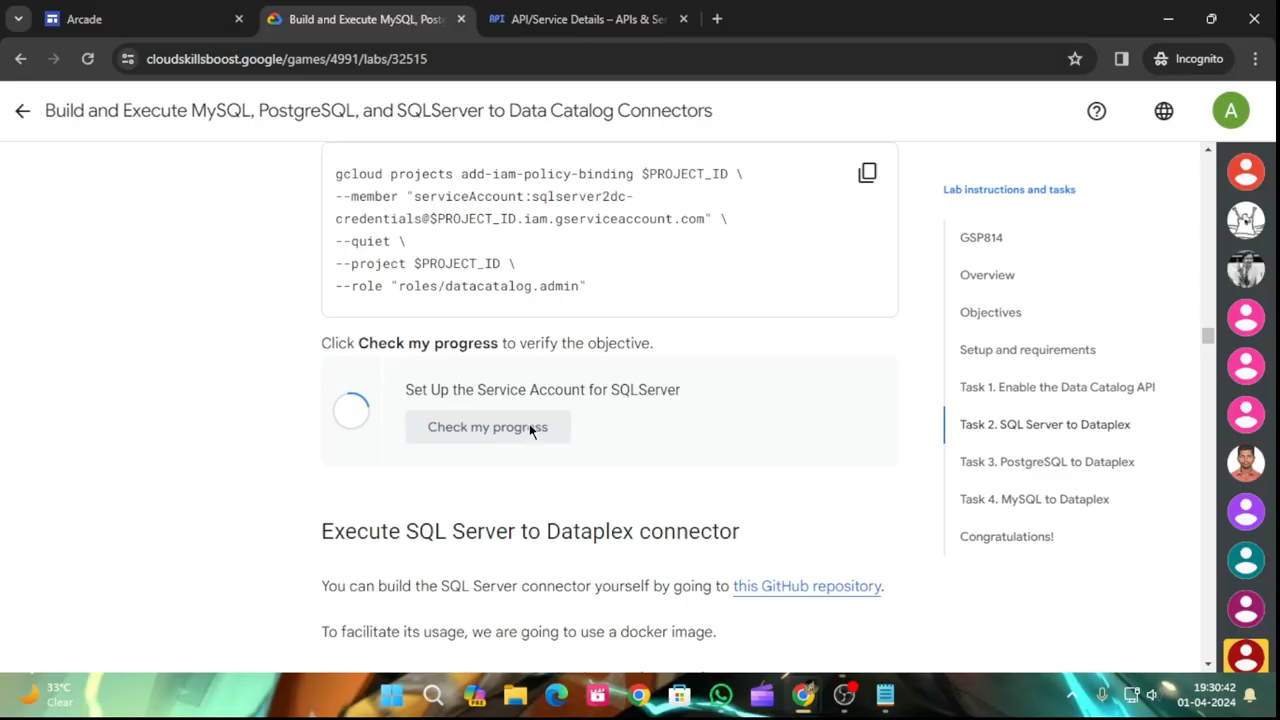 Arcade
Build and Execute MySQL, Post
API
API/Service Details – APIs & Se
cloudskillsboost.google/games/4991/labs/32515
Incognito
Build and Execute MySQL, PostgreSQL, and SQLServer to Data Catalog Connectors
A
gcloud projects add-iam-policy-binding $PROJECT_ID \
--member "serviceAccount:sqlserver2dc-
credentials@$PROJECT_ID.iam.gserviceaccount.com" \
--quiet \
--project $PROJECT_ID \
--role "roles/datacatalog.admin"
Click Check my progress to verify the objective.
Set Up the Service Account for SQLServer
Check my progress
Execute SQL Server to Dataplex connector
You can build the SQL Server connector yourself by going to this GitHub repository.
To facilitate its usage, we are going to use a docker image.
Lab instructions and tasks
GSP814
Overview
Objectives
Setup and requirements
Task 1. Enable the Data Catalog API
Task 2. SQL Server to Dataplex
Task 3. PostgreSQL to Dataplex
Task 4. MySQL to Dataplex
Congratulations!
33°C
Clear
PRE
19:30:42
01-04-2024